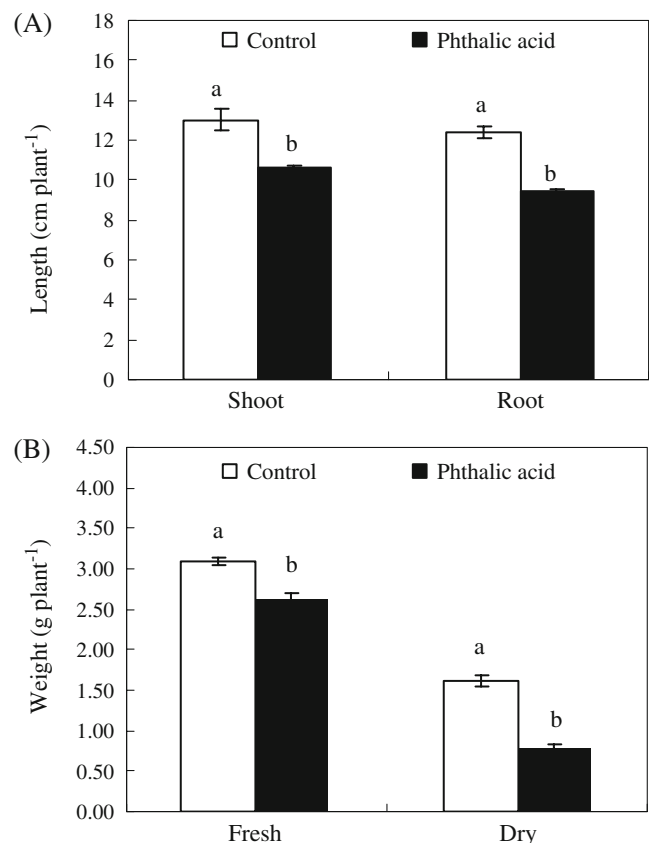 (A)
Control Phthalic acid
18
16
14
12
10
8
6
4
2
0
Length (cm plant-1)
a
b
a
b
Shoot Root
(B)
Control Phthalic acid
4.50
4.00
3.50
3.00
2.50
2.00
1.50
1.00
0.50
0.00
Weight (g plant-1)
a
b
a
b
Fresh Dry